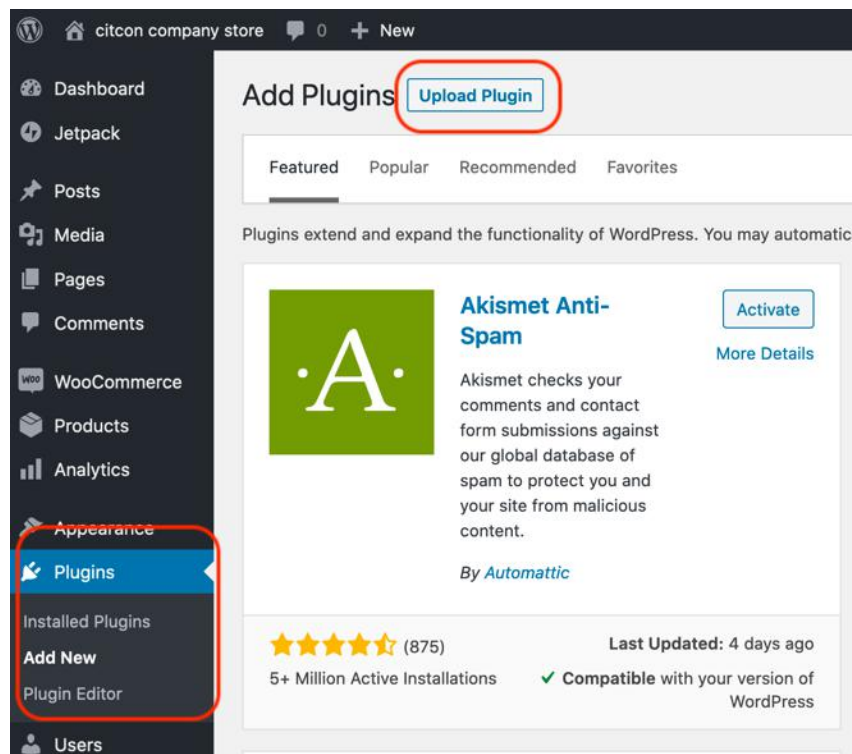 citcon company store 0 + New
Dashboard
Jetpack
Posts
Media
Pages
Comments
WooCommerce
Products
Analytics
Appearance
Plugins
Installed Plugins
Add New
Plugin Editor
Users
Add Plugins Upload Plugin
Featured Popular Recommended Favorites
Plugins extend and expand the functionality of WordPress. You may automatic
·A·
Akismet Anti-
Spam
Activate
More Details
Akismet checks your
comments and contact
form submissions against
our global database of
spam to protect you and
your site from malicious
content.
By Automattic
(875)
5+ Million Active Installations
Last Updated: 4 days ago
✓ Compatible with your version of
WordPress